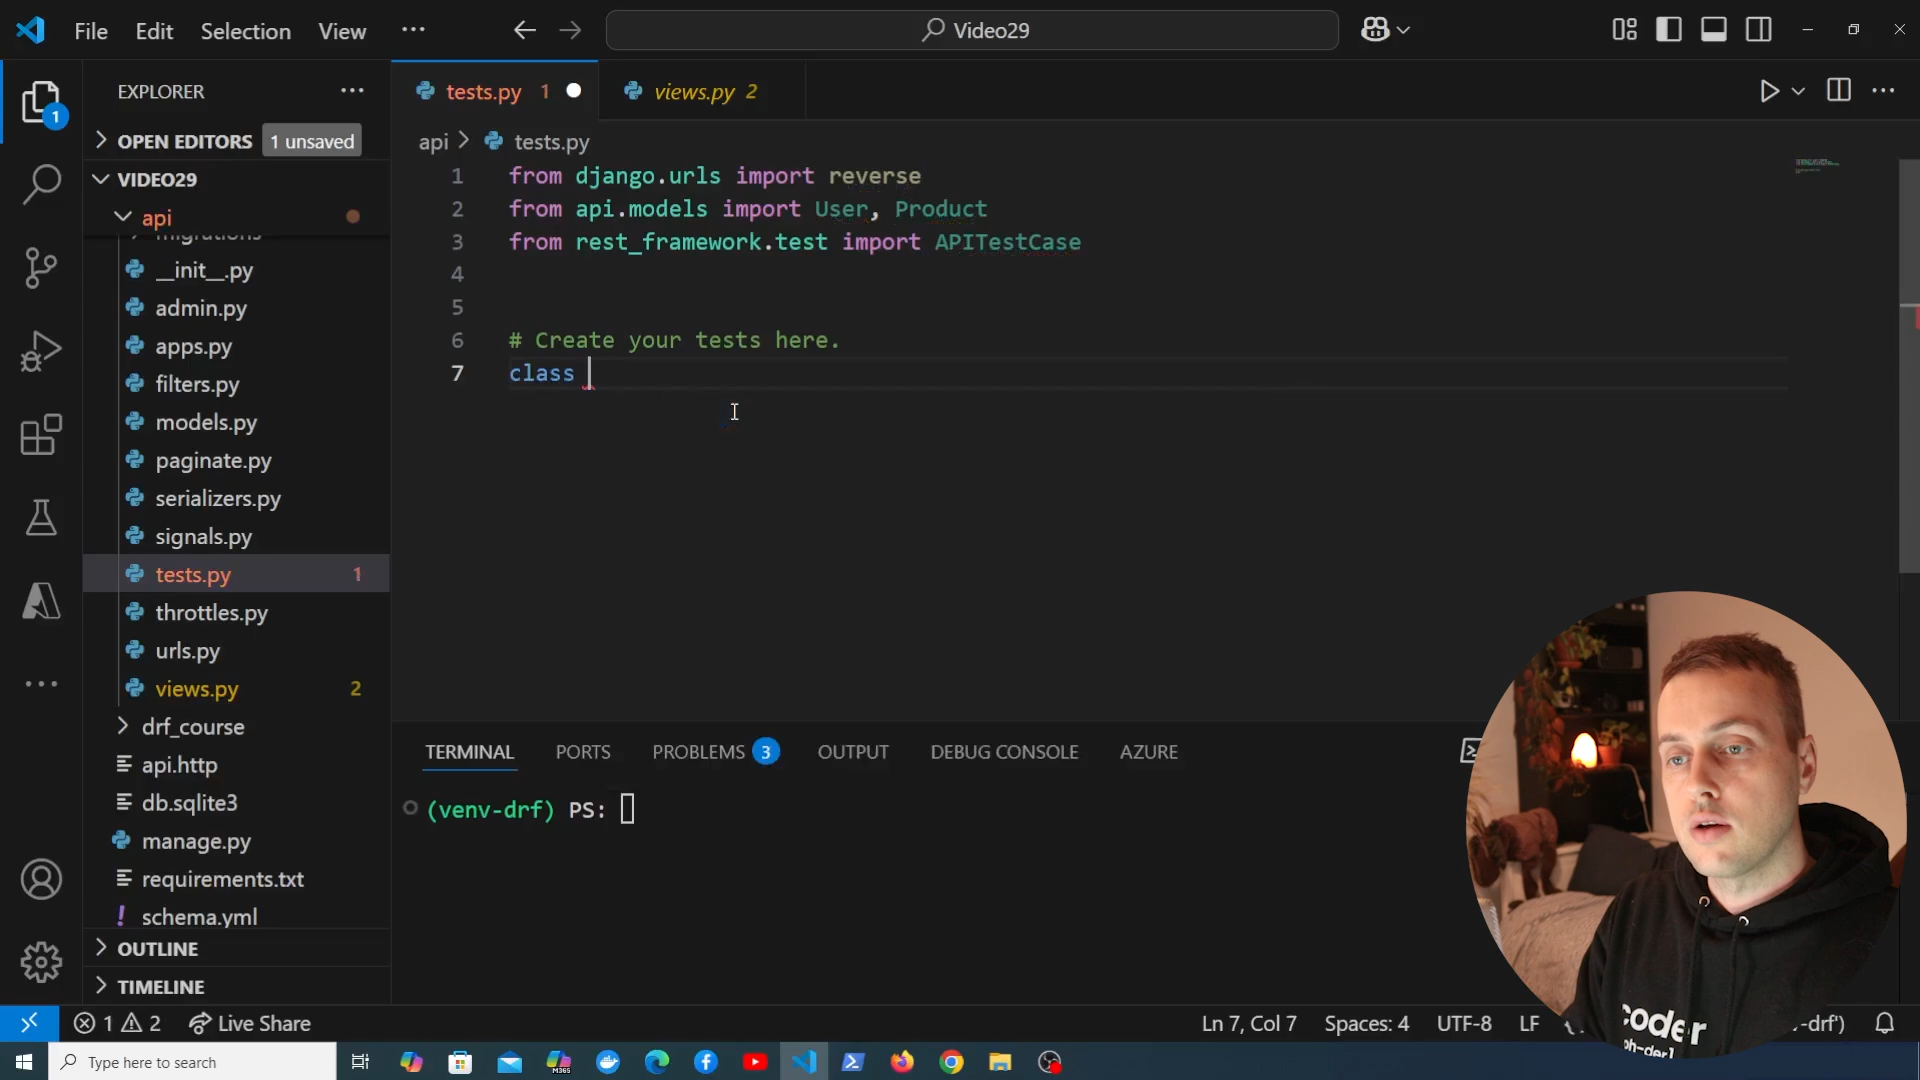 File Edit Selection View ...
Video29
EXPLORER
OPEN EDITORS 1 unsaved
VIDEO29
api
migrations
__init__.py
admin.py
apps.py
filters.py
models.py
paginate.py
serializers.py
signals.py
tests.py 1
throttles.py
urls.py
views.py 2
drf_course
api.http
db.sqlite3
manage.py
requirements.txt
schema.yml
OUTLINE
TIMELINE
1
tests.py 1
views.py 2
api > tests.py
1 from django.urls import reverse
2 from api.models import User, Product
3 from rest_framework.test import APITestCase
4
5
6 # Create your tests here.
7 class
TERMINAL PORTS PROBLEMS 3 OUTPUT DEBUG CONSOLE AZURE
(venv-drf) PS:
coder
1 2 Live Share
Ln 7, Col 7 Spaces: 4 UTF-8 LF -drf')
Type here to search